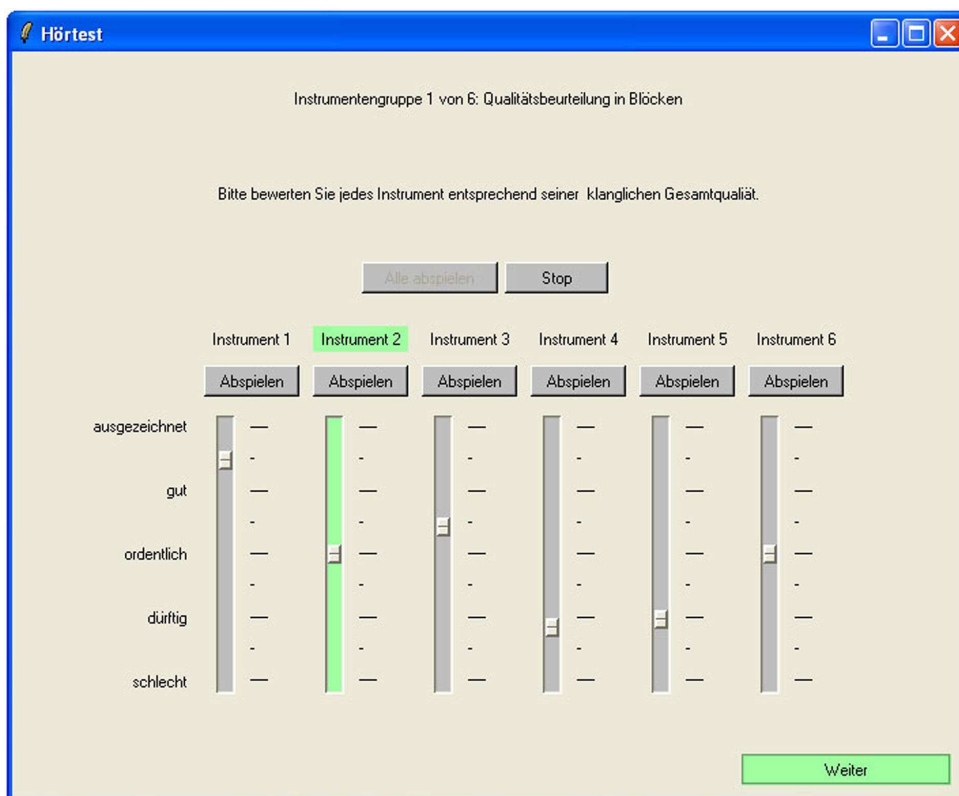 Hörtest
Instrumentengruppe 1 von 6: Qualitätsbeurteilung in Blöcken
Bitte bewerten Sie jedes Instrument entsprechend seiner klanglichen Gesamtqualiät.
Alle abspielen Stop
Instrument 1 Instrument 2 Instrument 3 Instrument 4 Instrument 5 Instrument 6
Abspielen Abspielen Abspielen Abspielen Abspielen Abspielen
ausgezeichnet
gut
ordentlich
dürftig
schlecht
Weiter